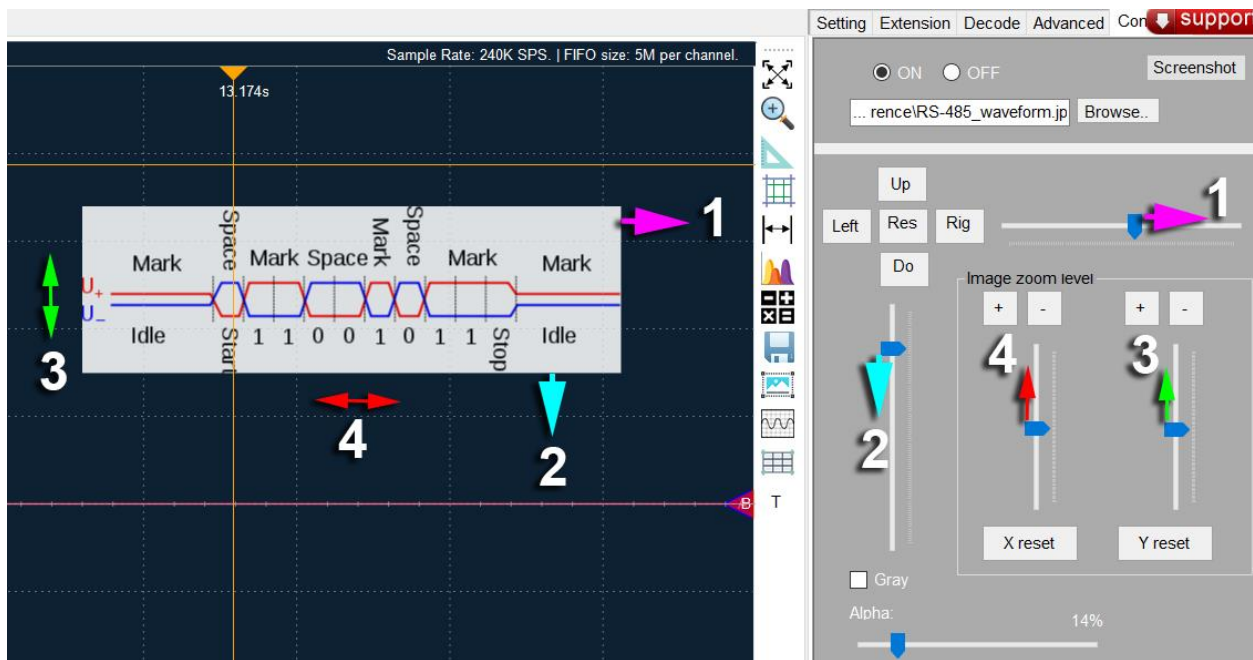 Setting Extension Decode Advanced Con support
Sample Rate: 240K SPS. | FIFO size: 5M per channel.
ON OFF Screenshot
13.174s
... rence\RS-485_waveform.jp Browse..
Up
Left Res Rig
Do
1
1
Space Mark Space
Mark Mark Space Mark Mark
U+
U_
Idle Start 1 1 0 0 1 0 1 1 Stop Idle
3
4
2
Image zoom level
+ - + -
4 3
2
B
T
X reset Y reset
Gray
Alpha: 14%